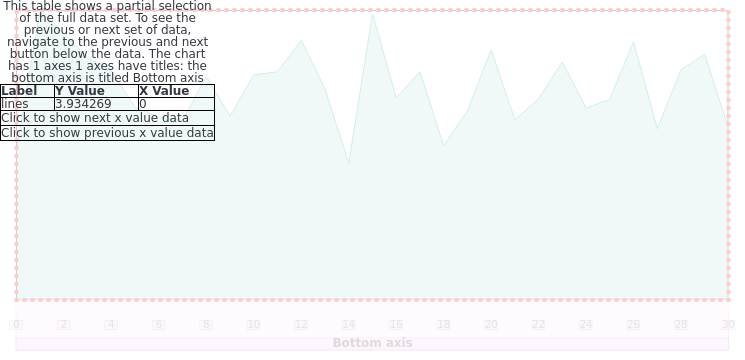 This table shows a partial selection
of the full data set. To see the
previous or next set of data,
navigate to the previous and next
button below the data. The chart
has 1 axes 1 axes have titles: the
bottom axis is titled Bottom axis
Label Y Value X Value
lines 3.934269 0
Click to show next x value data
Click to show previous x value data
0 2 4 6 8 10 12 14 16 18 20 22 24 26 28 30
Bottom axis